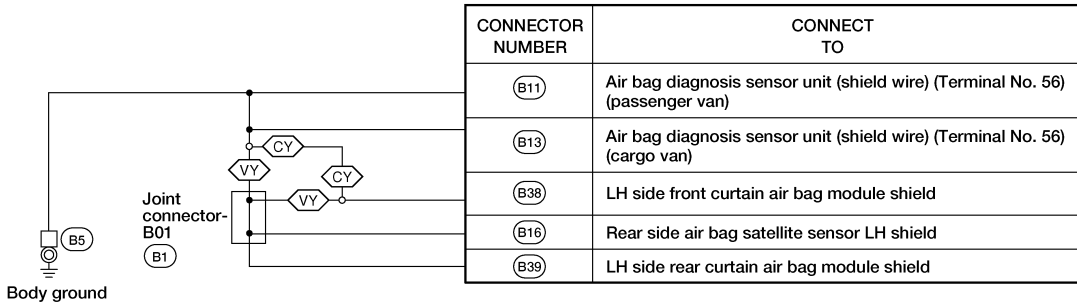 CONNECTOR
NUMBER
CONNECT
TO
B11
Air bag diagnosis sensor unit (shield wire) (Terminal No. 56)
(passenger van)
B13
Air bag diagnosis sensor unit (shield wire) (Terminal No. 56)
(cargo van)
CY
VY
CY
VY
B38
LH side front curtain air bag module shield
Joint
connector-
B01
B1
B16
Rear side air bag satellite sensor LH shield
B5
B39
LH side rear curtain air bag module shield
Body ground